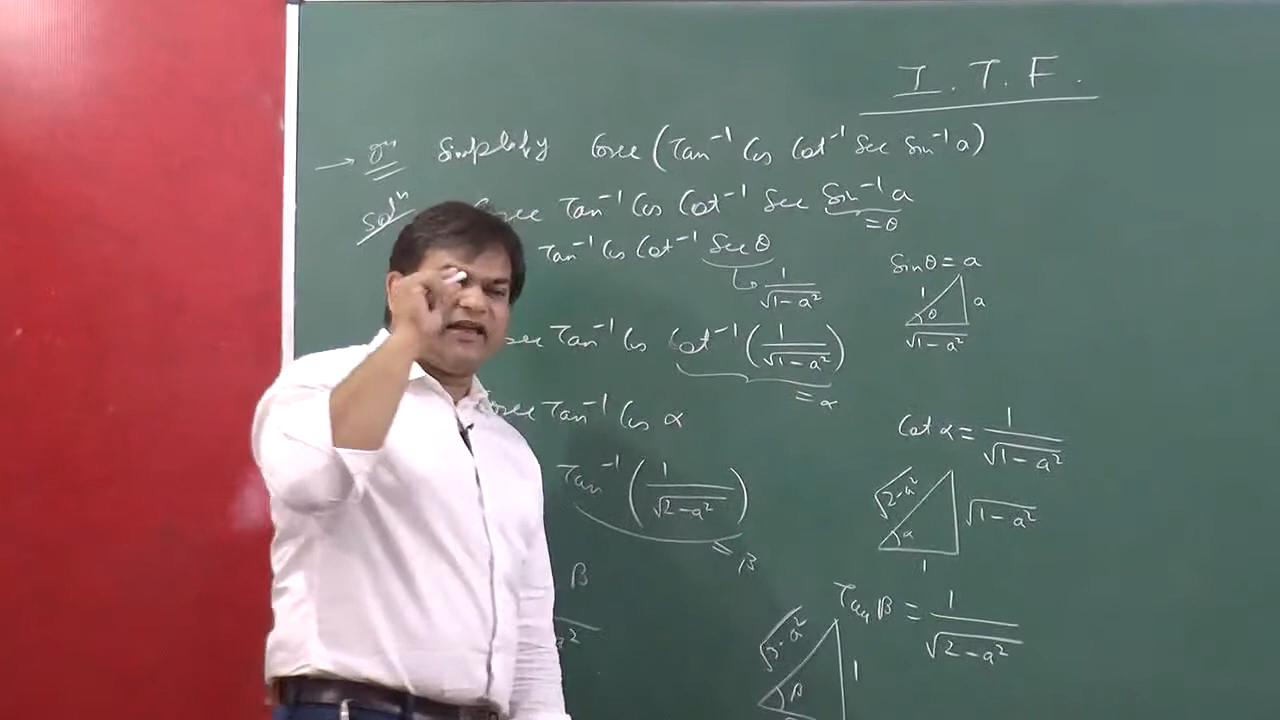 I. T. F.
Simplify Cosec (Tan⁻¹ Cos Cot⁻¹ Sec Sin⁻¹ a)
Solⁿ Tan⁻¹ Cos Cot⁻¹ Sec Sin⁻¹ a
= θ
Tan⁻¹ Cos Cot⁻¹ Sec θ
1/√1-a²
Sin θ = a
1 a
θ
√1-a²
Tan⁻¹ Cos Cot⁻¹ (1/√1-a²)
= α
Tan⁻¹ Cos α
Cot α = 1/√1-a²
√2-a² √1-a²
α
1
Tan⁻¹ (1/√2-a²)
= β
β
a²
Tan β = 1/√2-a²
√3-a² 1
β